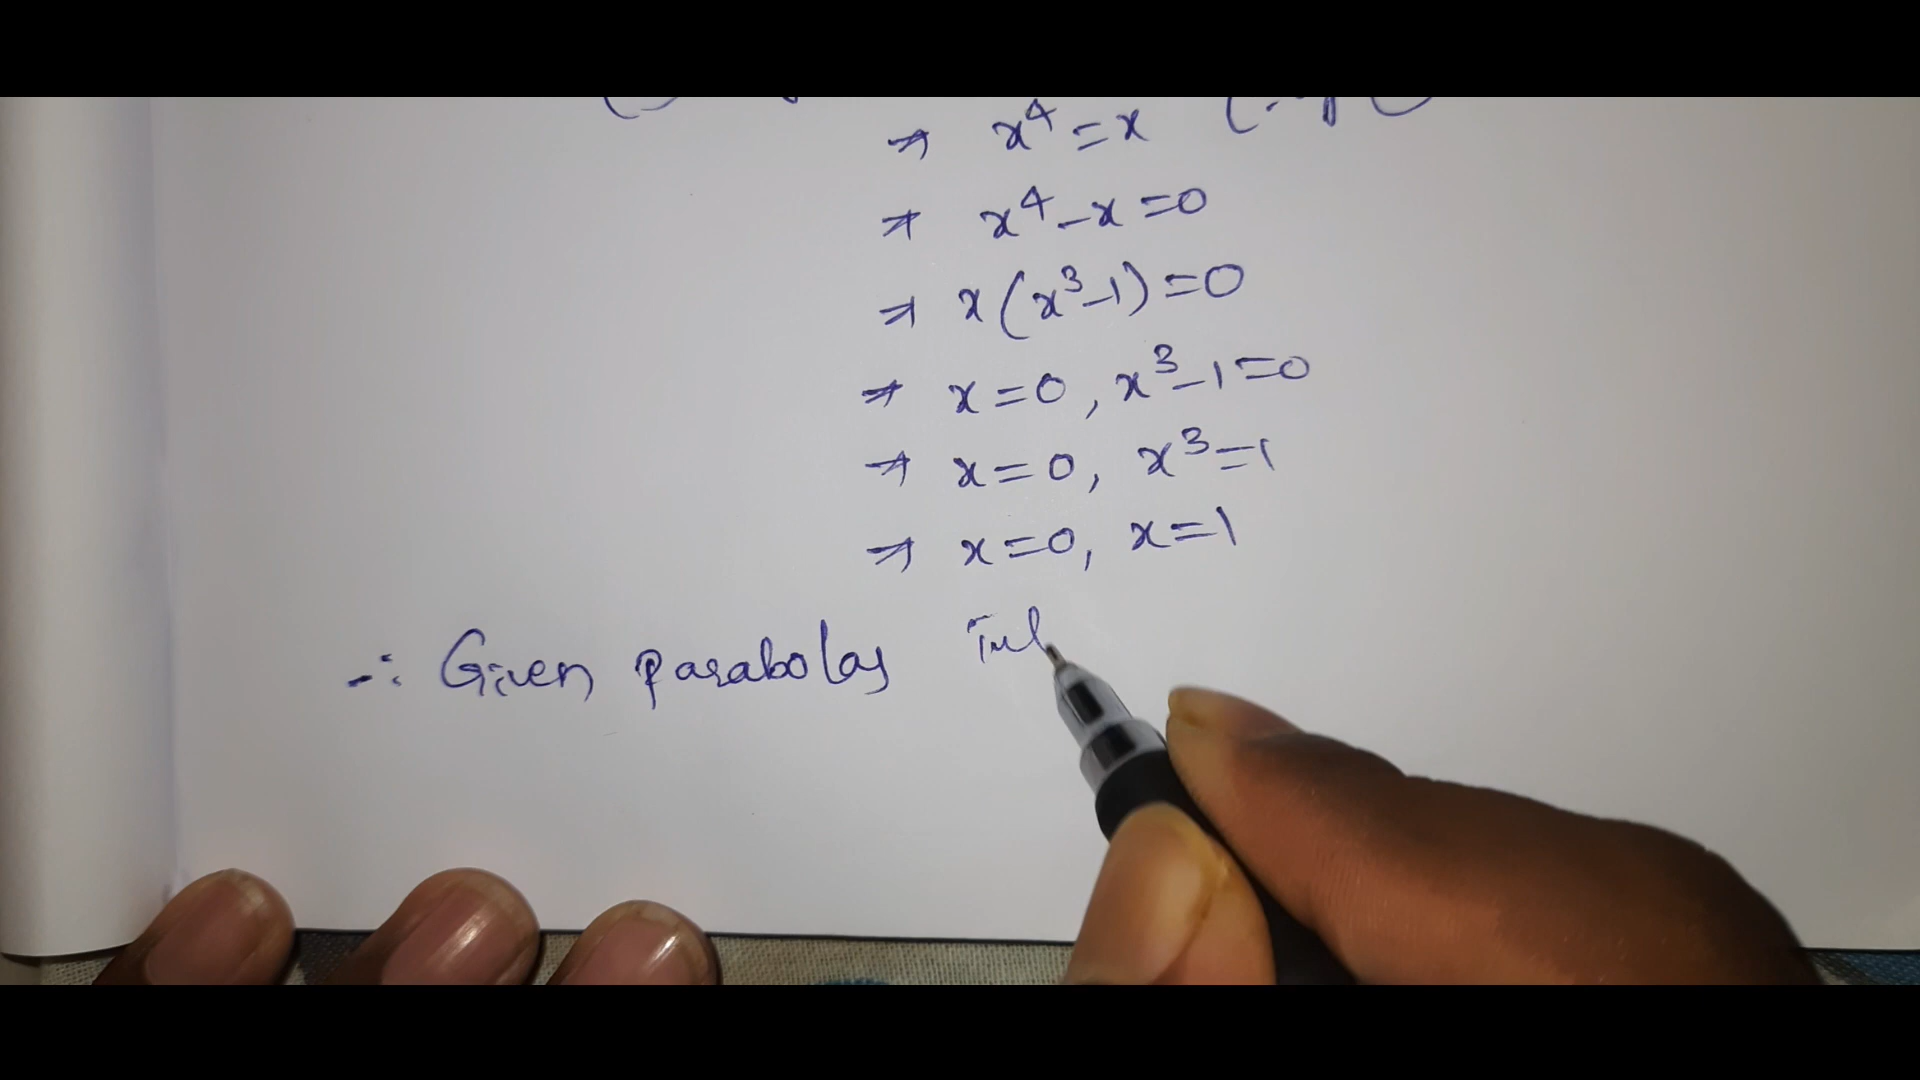 ⇒ x⁴ = x
⇒ x⁴ - x = 0
⇒ x(x³-1) = 0
⇒ x = 0, x³-1 = 0
⇒ x = 0, x³ = 1
⇒ x = 0, x = 1
∴ Given parabolas